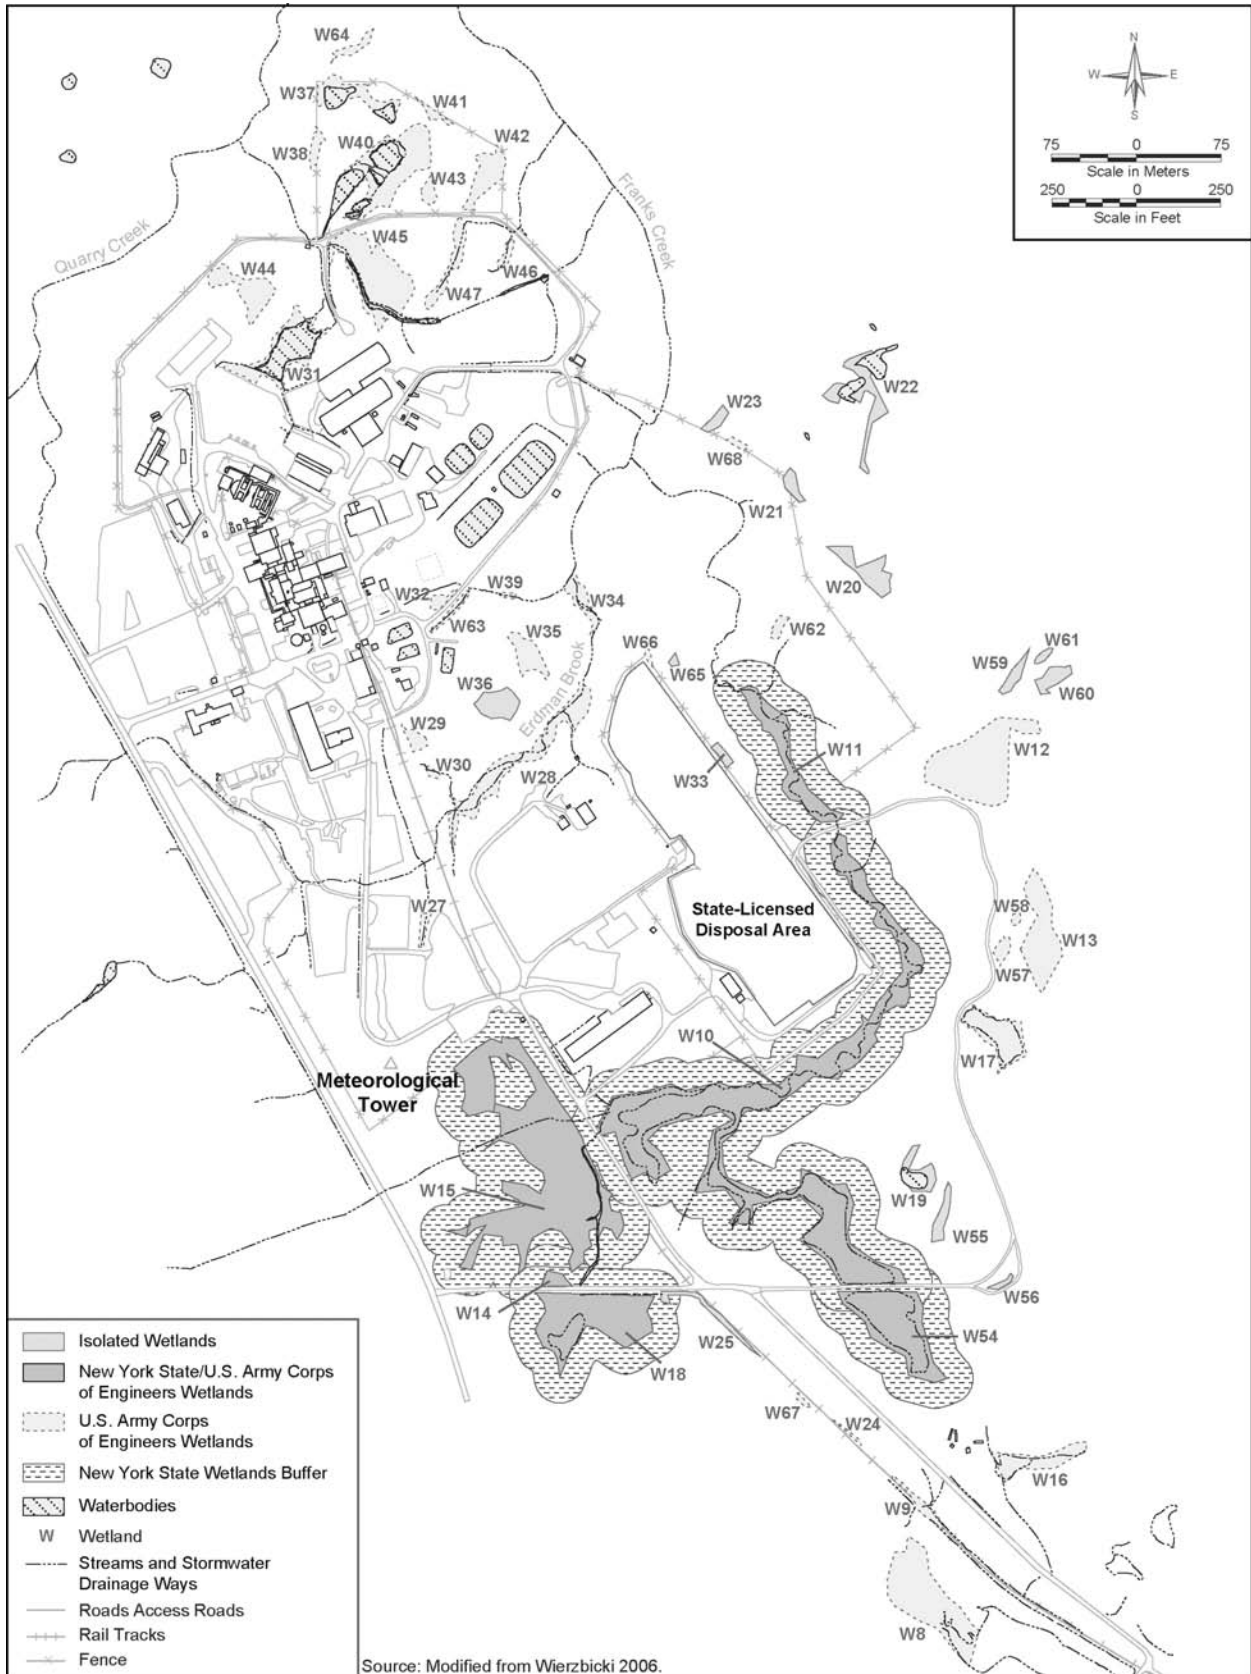 W64
N
W E
S
75 0 75
Scale in Meters
250 0 250
Scale in Feet
W37
W41
W40
W42
W38
W43
Franks Creek
Quarry Creek
W45
W44
W46
W47
W31
W22
W23
W68
W21
W20
W32
W39
W34
W63
W35
W62
W66
W65
W59
W61
W60
W36
Erdman Brook
W29
W12
W11
W30
W28
W33
W27
W58
State-Licensed
Disposal Area
W13
W57
W10
W17
Meteorological
Tower
W15
W19
W55
W14
W56
W25
W54
W18
W67
W24
W16
W9
W8
Isolated Wetlands
New York State/U.S. Army Corps
of Engineers Wetlands
U.S. Army Corps
of Engineers Wetlands
New York State Wetlands Buffer
Waterbodies
W Wetland
Streams and Stormwater
Drainage Ways
Roads Access Roads
Rail Tracks
Fence
Source: Modified from Wierzbicki 2006.